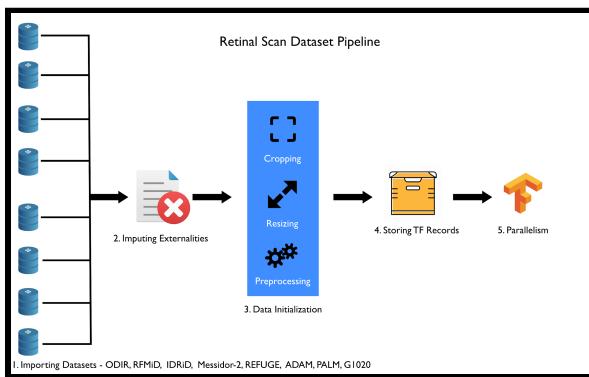 Retinal Scan Dataset Pipeline
Cropping
Resizing
Preprocessing
2. Imputing Externalities
3. Data Initialization
4. Storing TF Records
5. Parallelism
1. Importing Datasets - ODIR, RFMiD, IDRiD, Messidor-2, REFUGE, ADAM, PALM, G1020